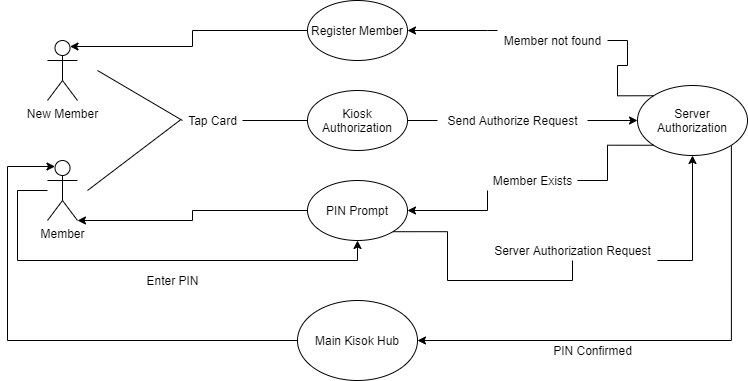 Register Member
Member not found
New Member
Tap Card
Kiosk
Authorization
Send Authorize Request
Server
Authorization
Member Exists
PIN Prompt
Member
Server Authorization Request
Enter PIN
Main Kisok Hub
PIN Confirmed